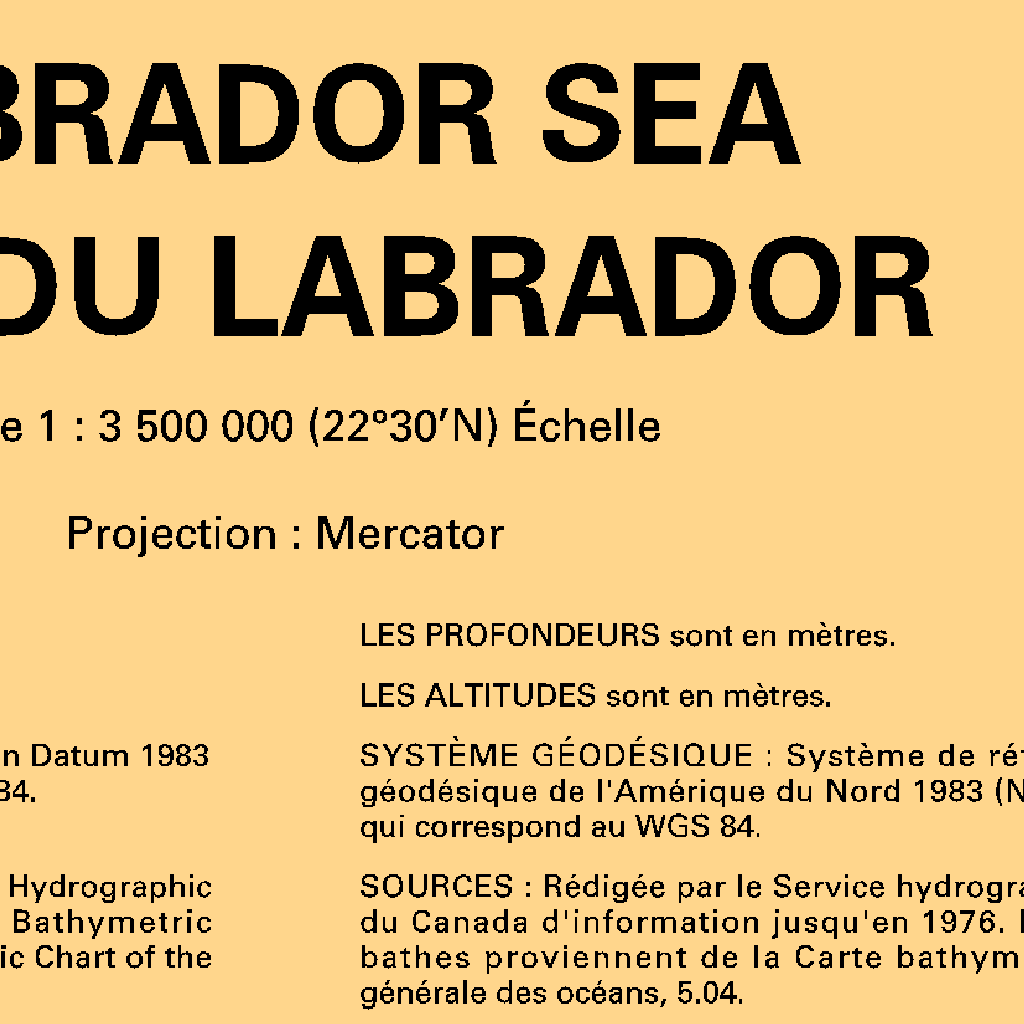 BRADOR SEA
DU LABRADOR
e 1 : 3 500 000 (22°30′N) Échelle
Projection : Mercator
LES PROFONDEURS sont en mètres.
LES ALTITUDES sont en mètres.
n Datum 1983
84.
SYSTÈME GÉODÉSIQUE : Système de réf
géodésique de l'Amérique du Nord 1983 (N
qui correspond au WGS 84.
Hydrographic
Bathymetric
ic Chart of the
SOURCES : Rédigée par le Service hydrogra
du Canada d'information jusqu'en 1976.
bathes proviennent de la Carte bathym
générale des océans, 5.04.